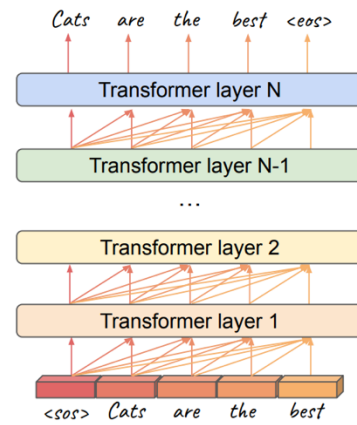 Cats are the best <eos>
Transformer layer N
Transformer layer N-1
...
Transformer layer 2
Transformer layer 1
<sos> Cats are the best